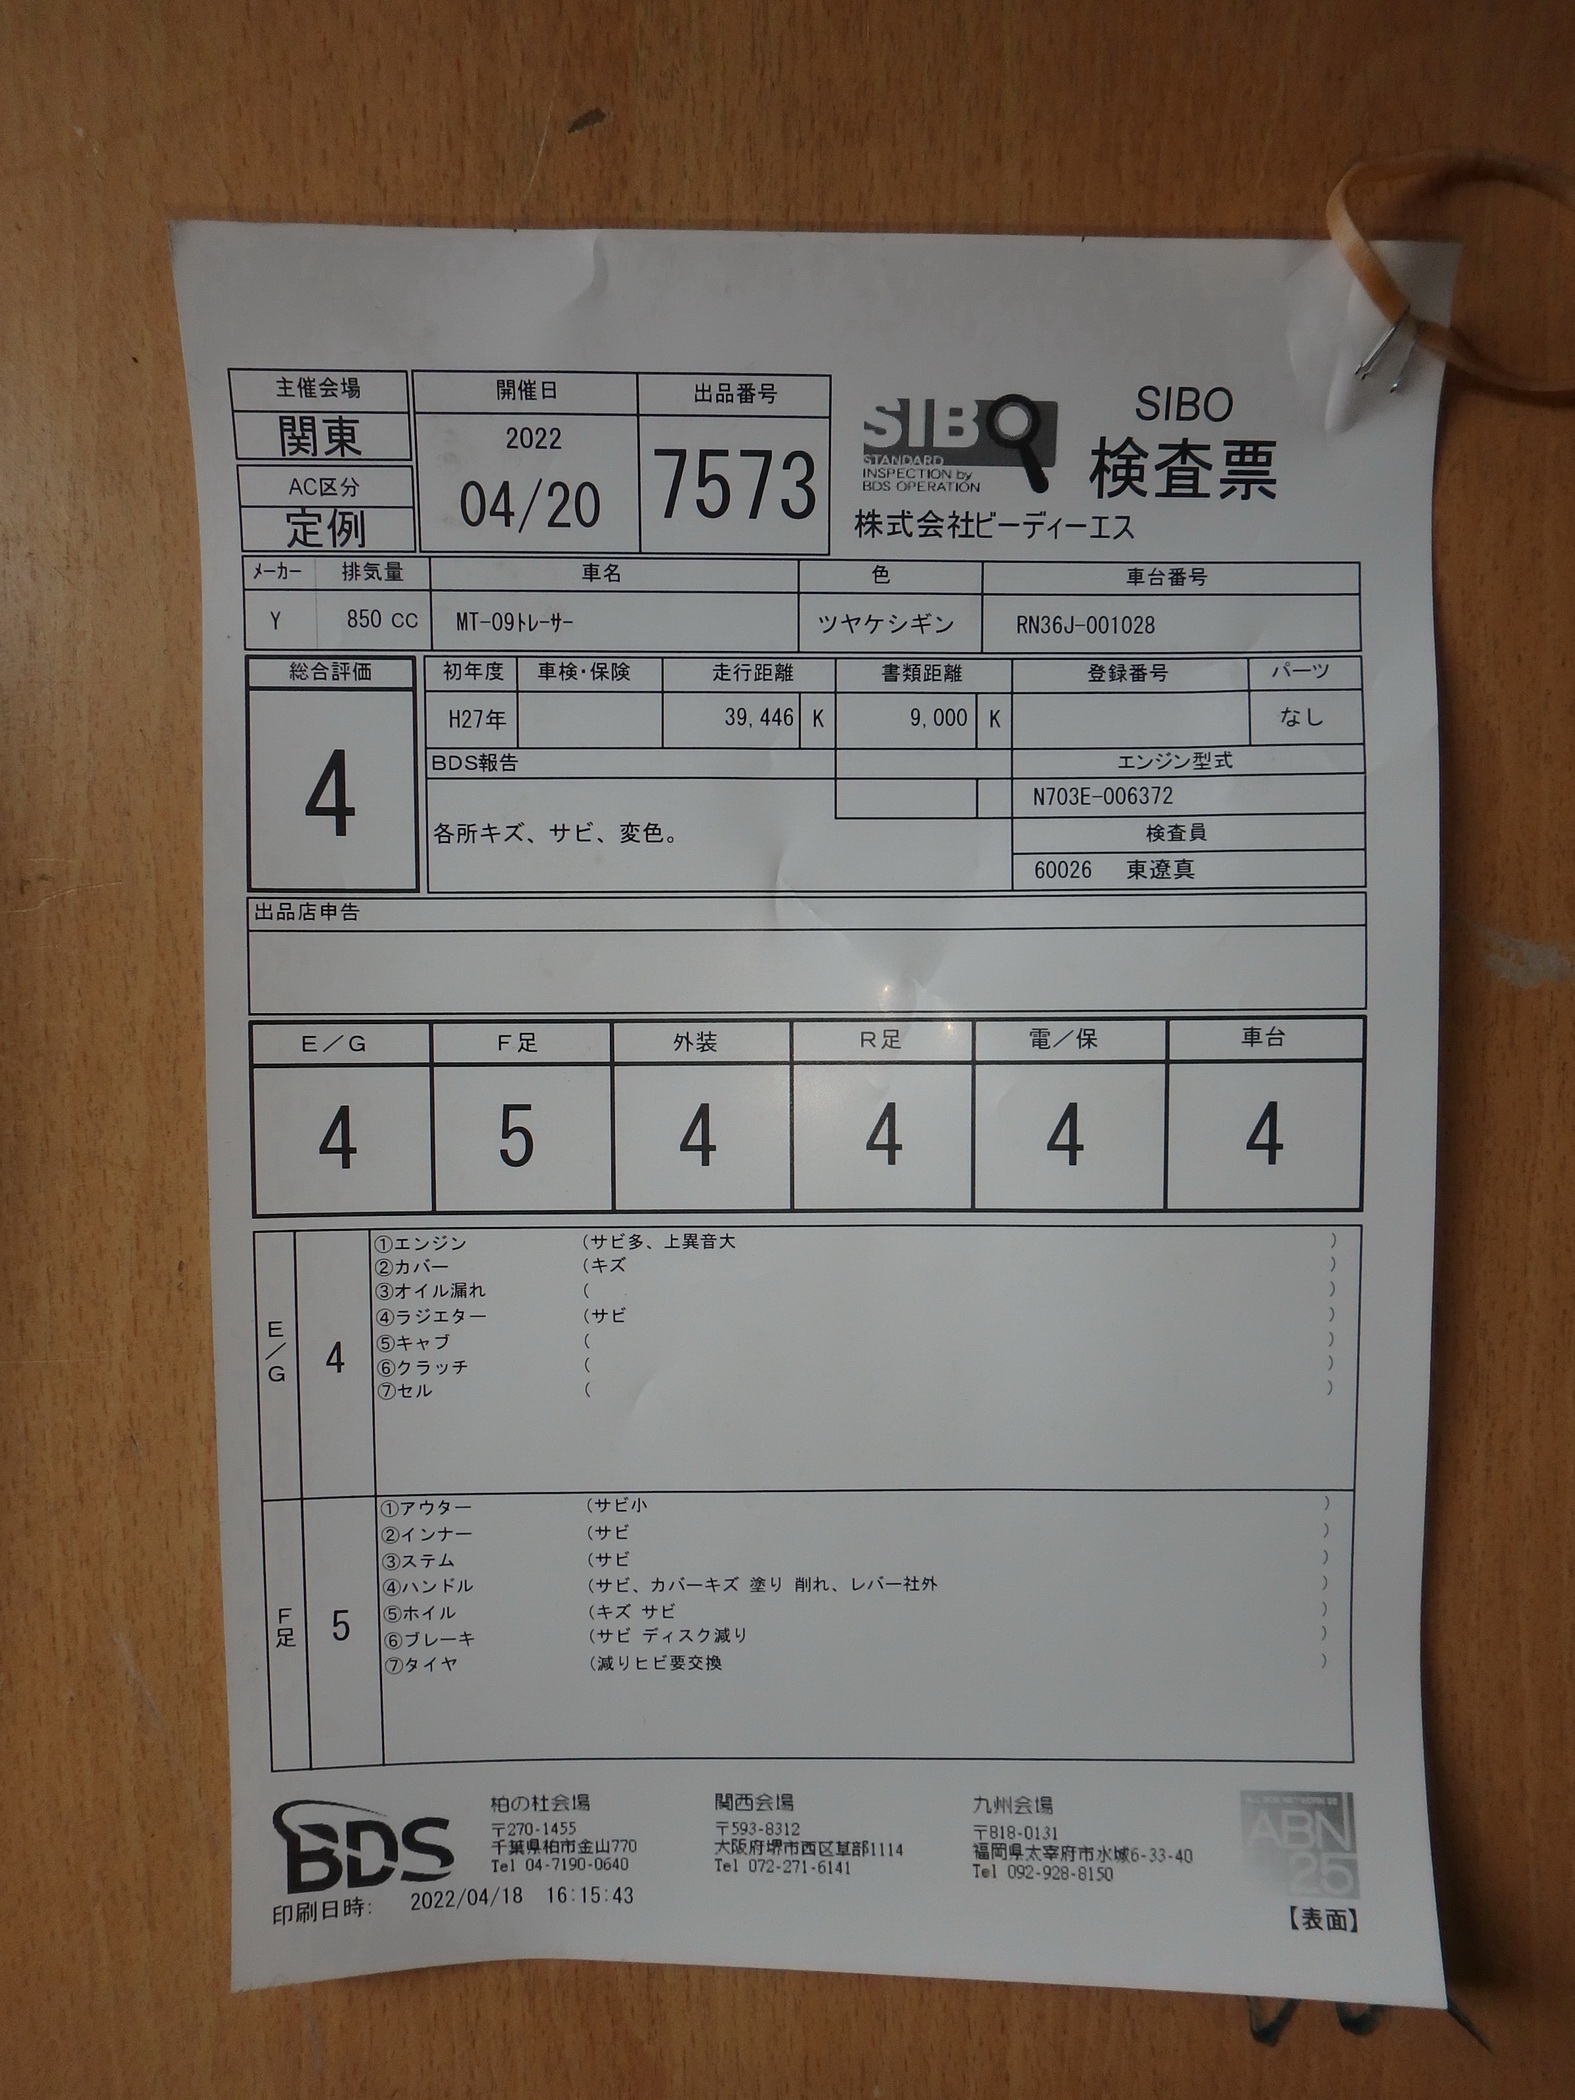 主催会場 開催日 出品番号
関東 2022 7573
AC区分 04/20
定例
SIBO
STANDARD
INSPECTION by
BDS OPERATION
SIBO
検査票
株式会社ビーディーエス
メーカー 排気量 車名 色 車台番号
Y 850 CC MT-09トレーサー ツヤケシギン RN36J-001028
総合評価 初年度 車検・保険 走行距離 書類距離 登録番号 パーツ
4 H27年 39,446 K 9,000 K なし
BDS報告 エンジン型式
N703E-006372
各所キズ、サビ、変色。 検査員
60026 東遼真
出品店申告
E/G F足 外装 R足 電/保 車台
4 5 4 4 4 4
E/G 4
①エンジン (サビ多、上異音大 )
②カバー (キズ )
③オイル漏れ ( )
④ラジエター (サビ )
⑤キャブ ( )
⑥クラッチ ( )
⑦セル ( )
F足 5
①アウター (サビ小 )
②インナー (サビ )
③ステム (サビ )
④ハンドル (サビ、カバーキズ 塗り 削れ、レバー社外 )
⑤ホイル (キズ サビ )
⑥ブレーキ (サビ ディスク減り )
⑦タイヤ (減りヒビ要交換 )
BDS
柏の杜会場
〒270-1455
千葉県柏市金山770
Tel 04-7190-0640
関西会場
〒593-8312
大阪府堺市西区草部1114
Tel 072-271-6141
九州会場
〒818-0131
福岡県太宰府市水城6-33-40
Tel 092-928-8150
ABN
25
印刷日時: 2022/04/18 16:15:43
【表面】